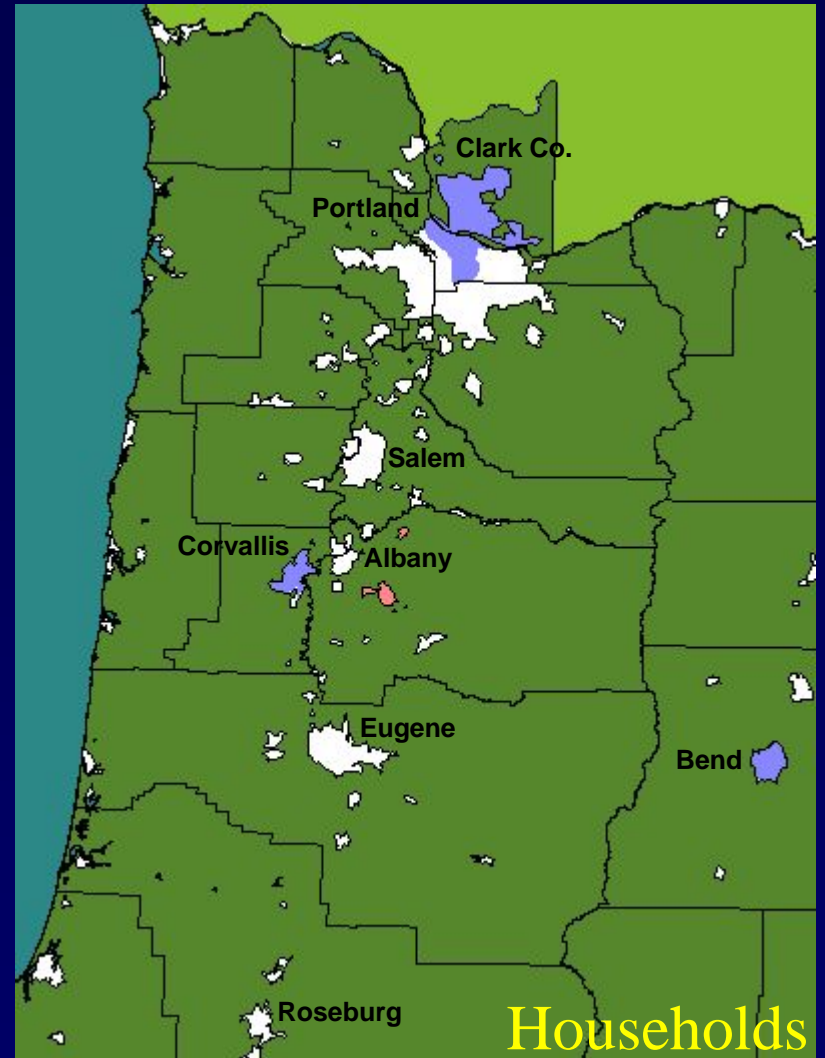 Clark Co.
Portland
Salem
Corvallis
Albany
Eugene
Bend
Roseburg
Households